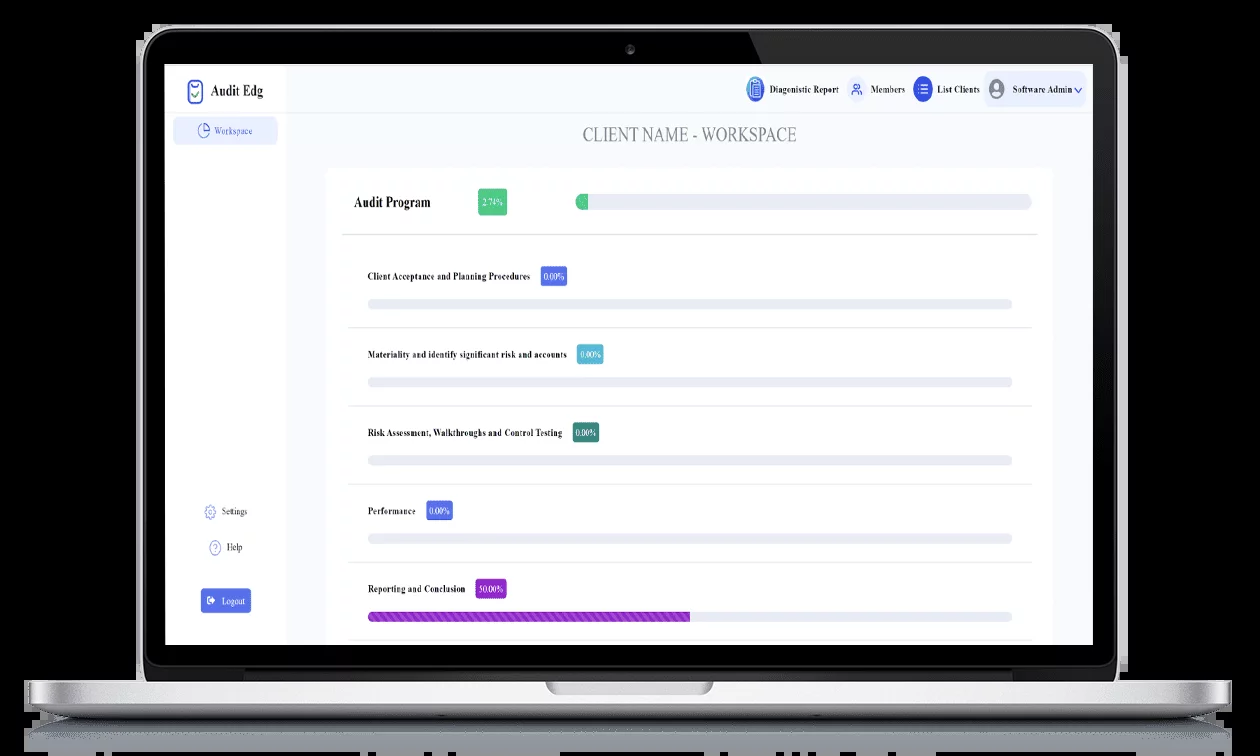 Audit Edg
Diagonistic Report
Members
List Clients
Software Admin
Workspace
CLIENT NAME - WORKSPACE
Audit Program
2.74%
Client Acceptance and Planning Procedures
0.00%
Materiality and identify significant risk and accounts
0.00%
Risk Assessment, Walkthroughs and Control Testing
0.00%
Performance
0.00%
Reporting and Conclusion
50.00%
Settings
Help
Logout